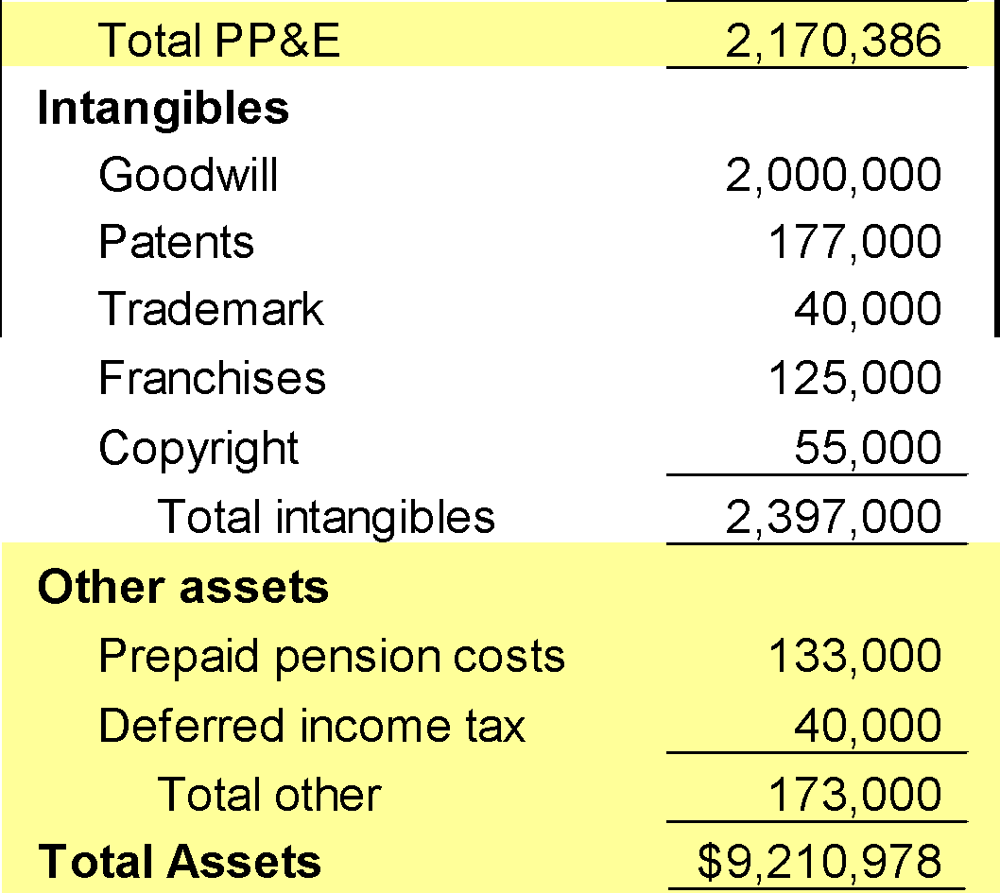 Total PP&E 2,170,386
Intangibles
Goodwill 2,000,000
Patents 177,000
Trademark 40,000
Franchises 125,000
Copyright 55,000
Total intangibles 2,397,000
Other assets
Prepaid pension costs 133,000
Deferred income tax 40,000
Total other 173,000
Total Assets $9,210,978